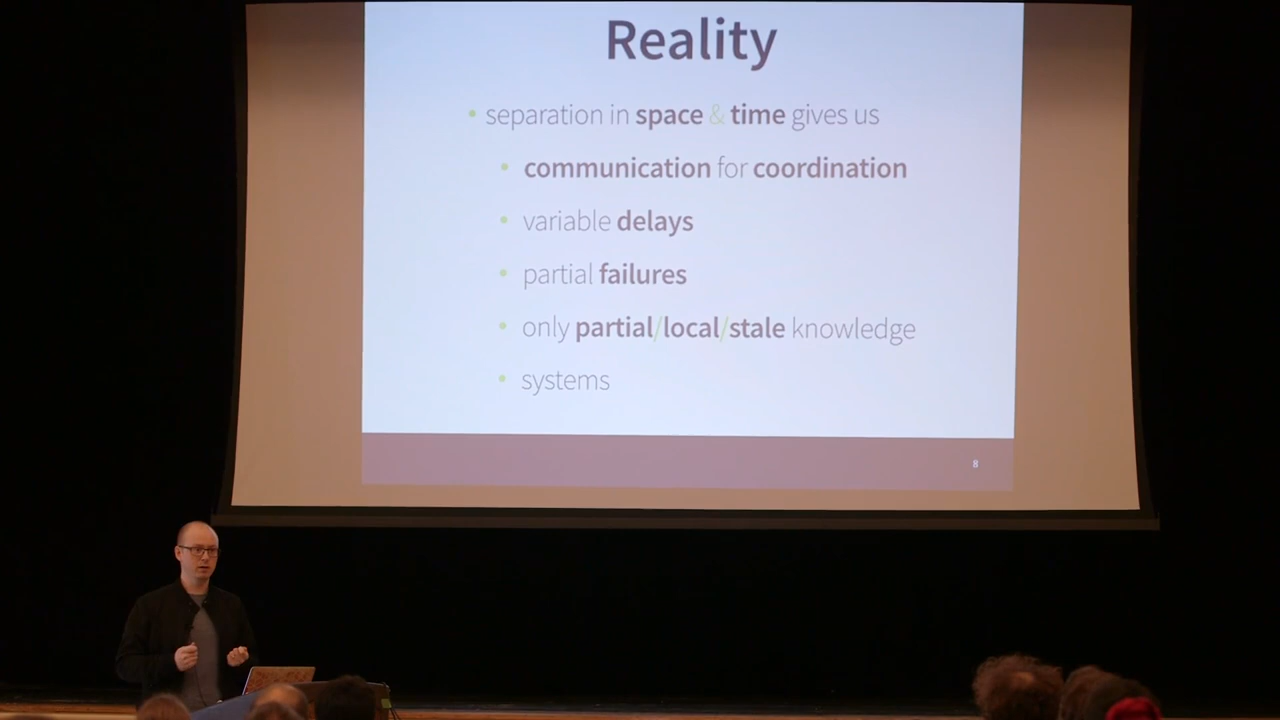 Reality
• separation in space & time gives us
• communication for coordination
• variable delays
• partial failures
• only partial/local/stale knowledge
• systems
8